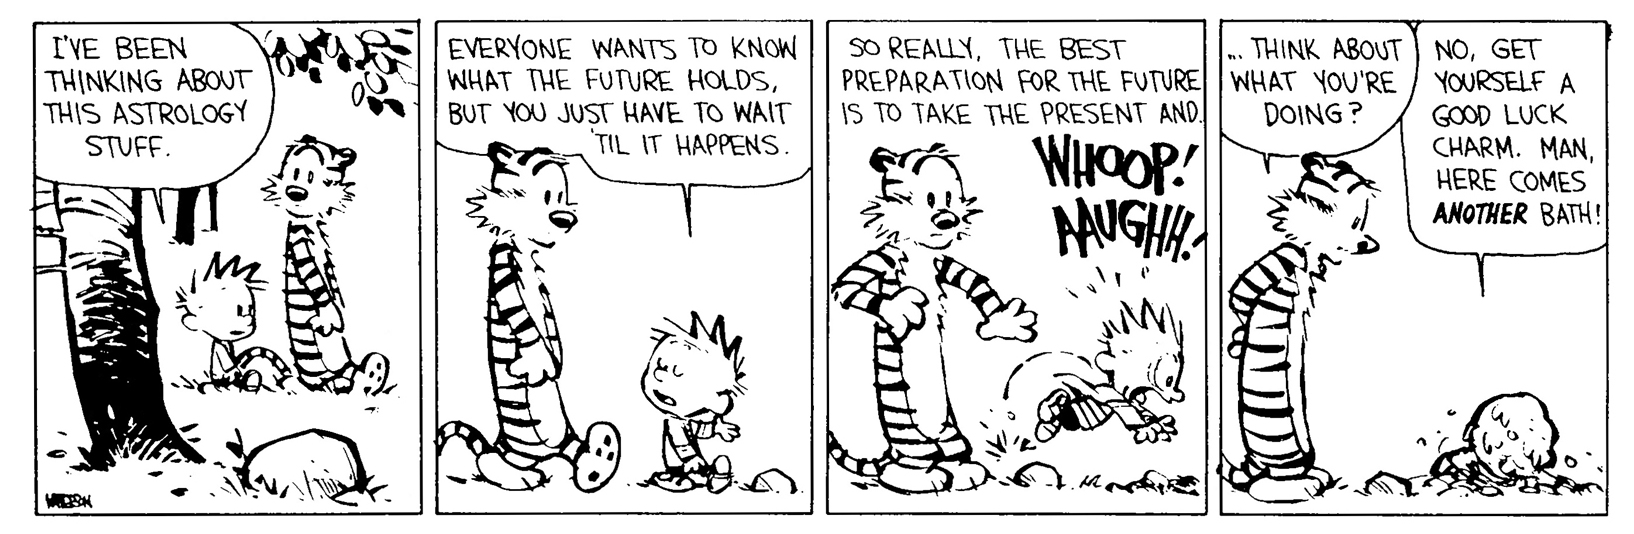 I'VE BEEN
THINKING ABOUT
THIS ASTROLOGY
STUFF.
WATTERSON
EVERYONE WANTS TO KNOW
WHAT THE FUTURE HOLDS,
BUT YOU JUST HAVE TO WAIT
'TIL IT HAPPENS.
SO REALLY, THE BEST
PREPARATION FOR THE FUTURE
IS TO TAKE THE PRESENT AND.
WHOOP!
AAUGHH!
... THINK ABOUT
WHAT YOU'RE
DOING?
NO, GET
YOURSELF A
GOOD LUCK
CHARM. MAN,
HERE COMES
ANOTHER BATH!